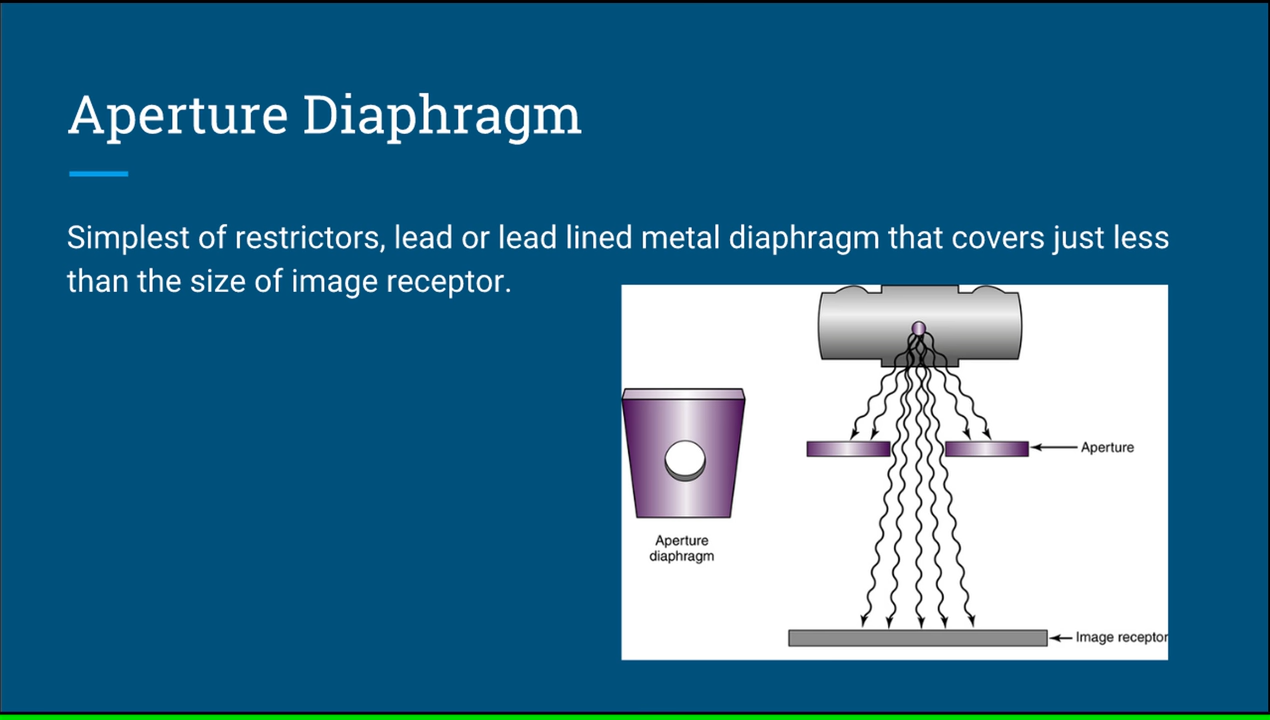 Aperture Diaphragm
Simplest of restrictors, lead or lead lined metal diaphragm that covers just less
than the size of image receptor.
Aperture
Aperture
diaphragm
Image receptor